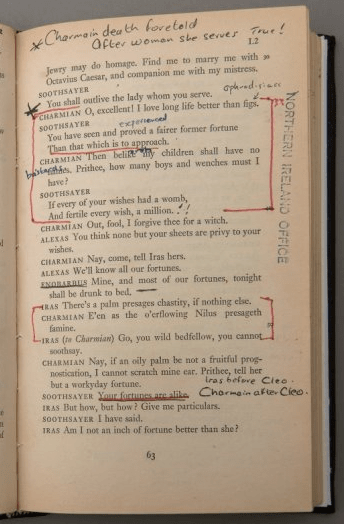 * Charmain death foretold
After woman she serves True!
I.2
Jewry may do homage. Find me to marry me with 30
Octavius Caesar, and companion me with my mistress.
SOOTHSAYER
You shall outlive the lady whom you serve.
aphrodisiacs
CHARMIAN O, excellent! I love long life better than figs.
SOOTHSAYER experienced
You have seen and proved a fairer former fortune
Than that which is to approach.
CHARMIAN Then belike my children shall have no
bastards
names. Prithee, how many boys and wenches must I
have?
SOOTHSAYER
If every of your wishes had a womb,
And fertile every wish, a million. !!
CHARMIAN Out, fool, I forgive thee for a witch.
ALEXAS You think none but your sheets are privy to your
wishes.
CHARMIAN Nay, come, tell Iras hers.
ALEXAS We'll know all our fortunes.
ENOBARBUS Mine, and most of our fortunes, tonight
shall be drunk to bed.
IRAS There's a palm presages chastity, if nothing else.
CHARMIAN E'en as the o'erflowing Nilus presageth
famine.
IRAS (to Charmian) Go, you wild bedfellow, you cannot
soothsay.
CHARMIAN Nay, if an oily palm be not a fruitful prog-
nostication, I cannot scratch mine ear. Prithee, tell her
but a workyday fortune.
Iras before Cleo.
SOOTHSAYER Your fortunes are alike. Charmain after Cleo.
IRAS But how, but how? Give me particulars.
SOOTHSAYER I have said.
IRAS Am I not an inch of fortune better than she?
63
NORTHERN IRELAND OFFICE